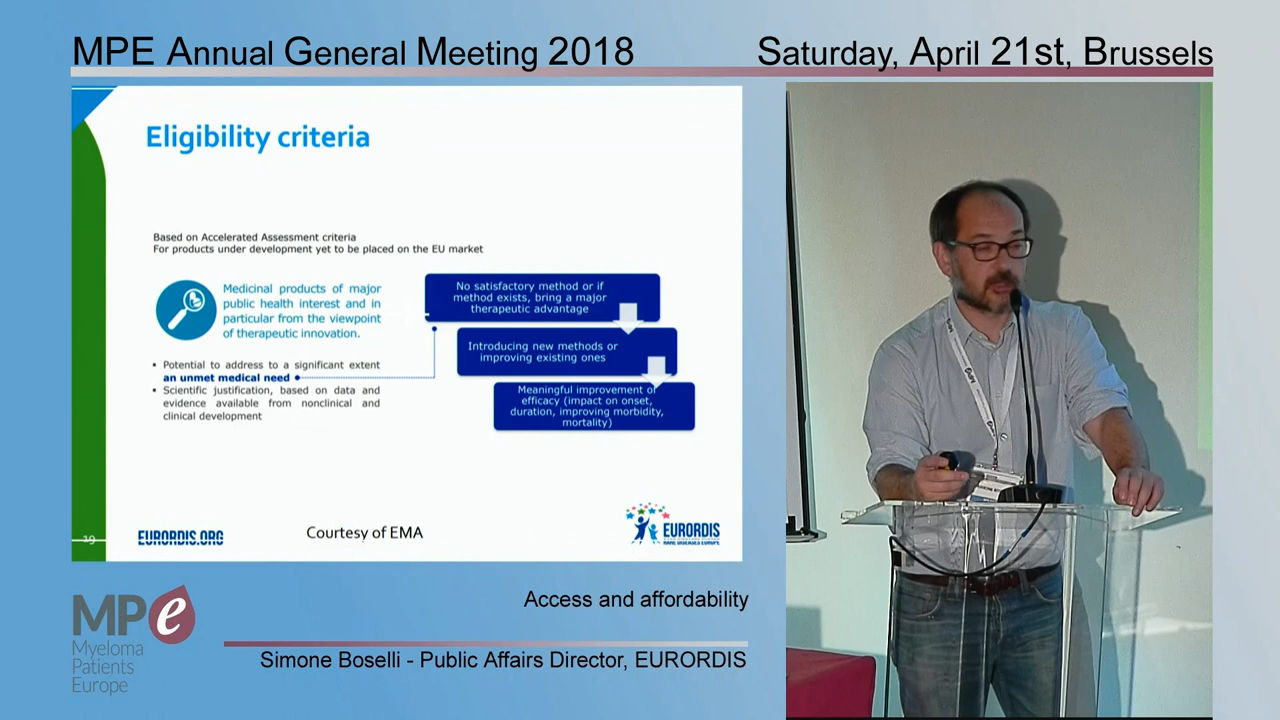 MPE Annual General Meeting 2018
Saturday, April 21st, Brussels
Eligibility criteria
Based on Accelerated Assessment criteria
For products under development yet to be placed on the EU market
Medicinal products of major
public health interest and in
particular from the viewpoint
of therapeutic innovation.
▪ Potential to address to a significant extent
an unmet medical need
▪ Scientific justification, based on data and
evidence available from nonclinical and
clinical development
No satisfactory method or if
method exists, bring a major
therapeutic advantage
Introducing new methods or
improving existing ones
Meaningful improvement of
efficacy (impact on onset,
duration, improving morbidity,
mortality)
19
EURORDIS.ORG
Courtesy of EMA
EURORDIS
RARE DISEASES EUROPE
Access and affordability
MPe
Myeloma
Patients
Europe
Simone Boselli - Public Affairs Director, EURORDIS